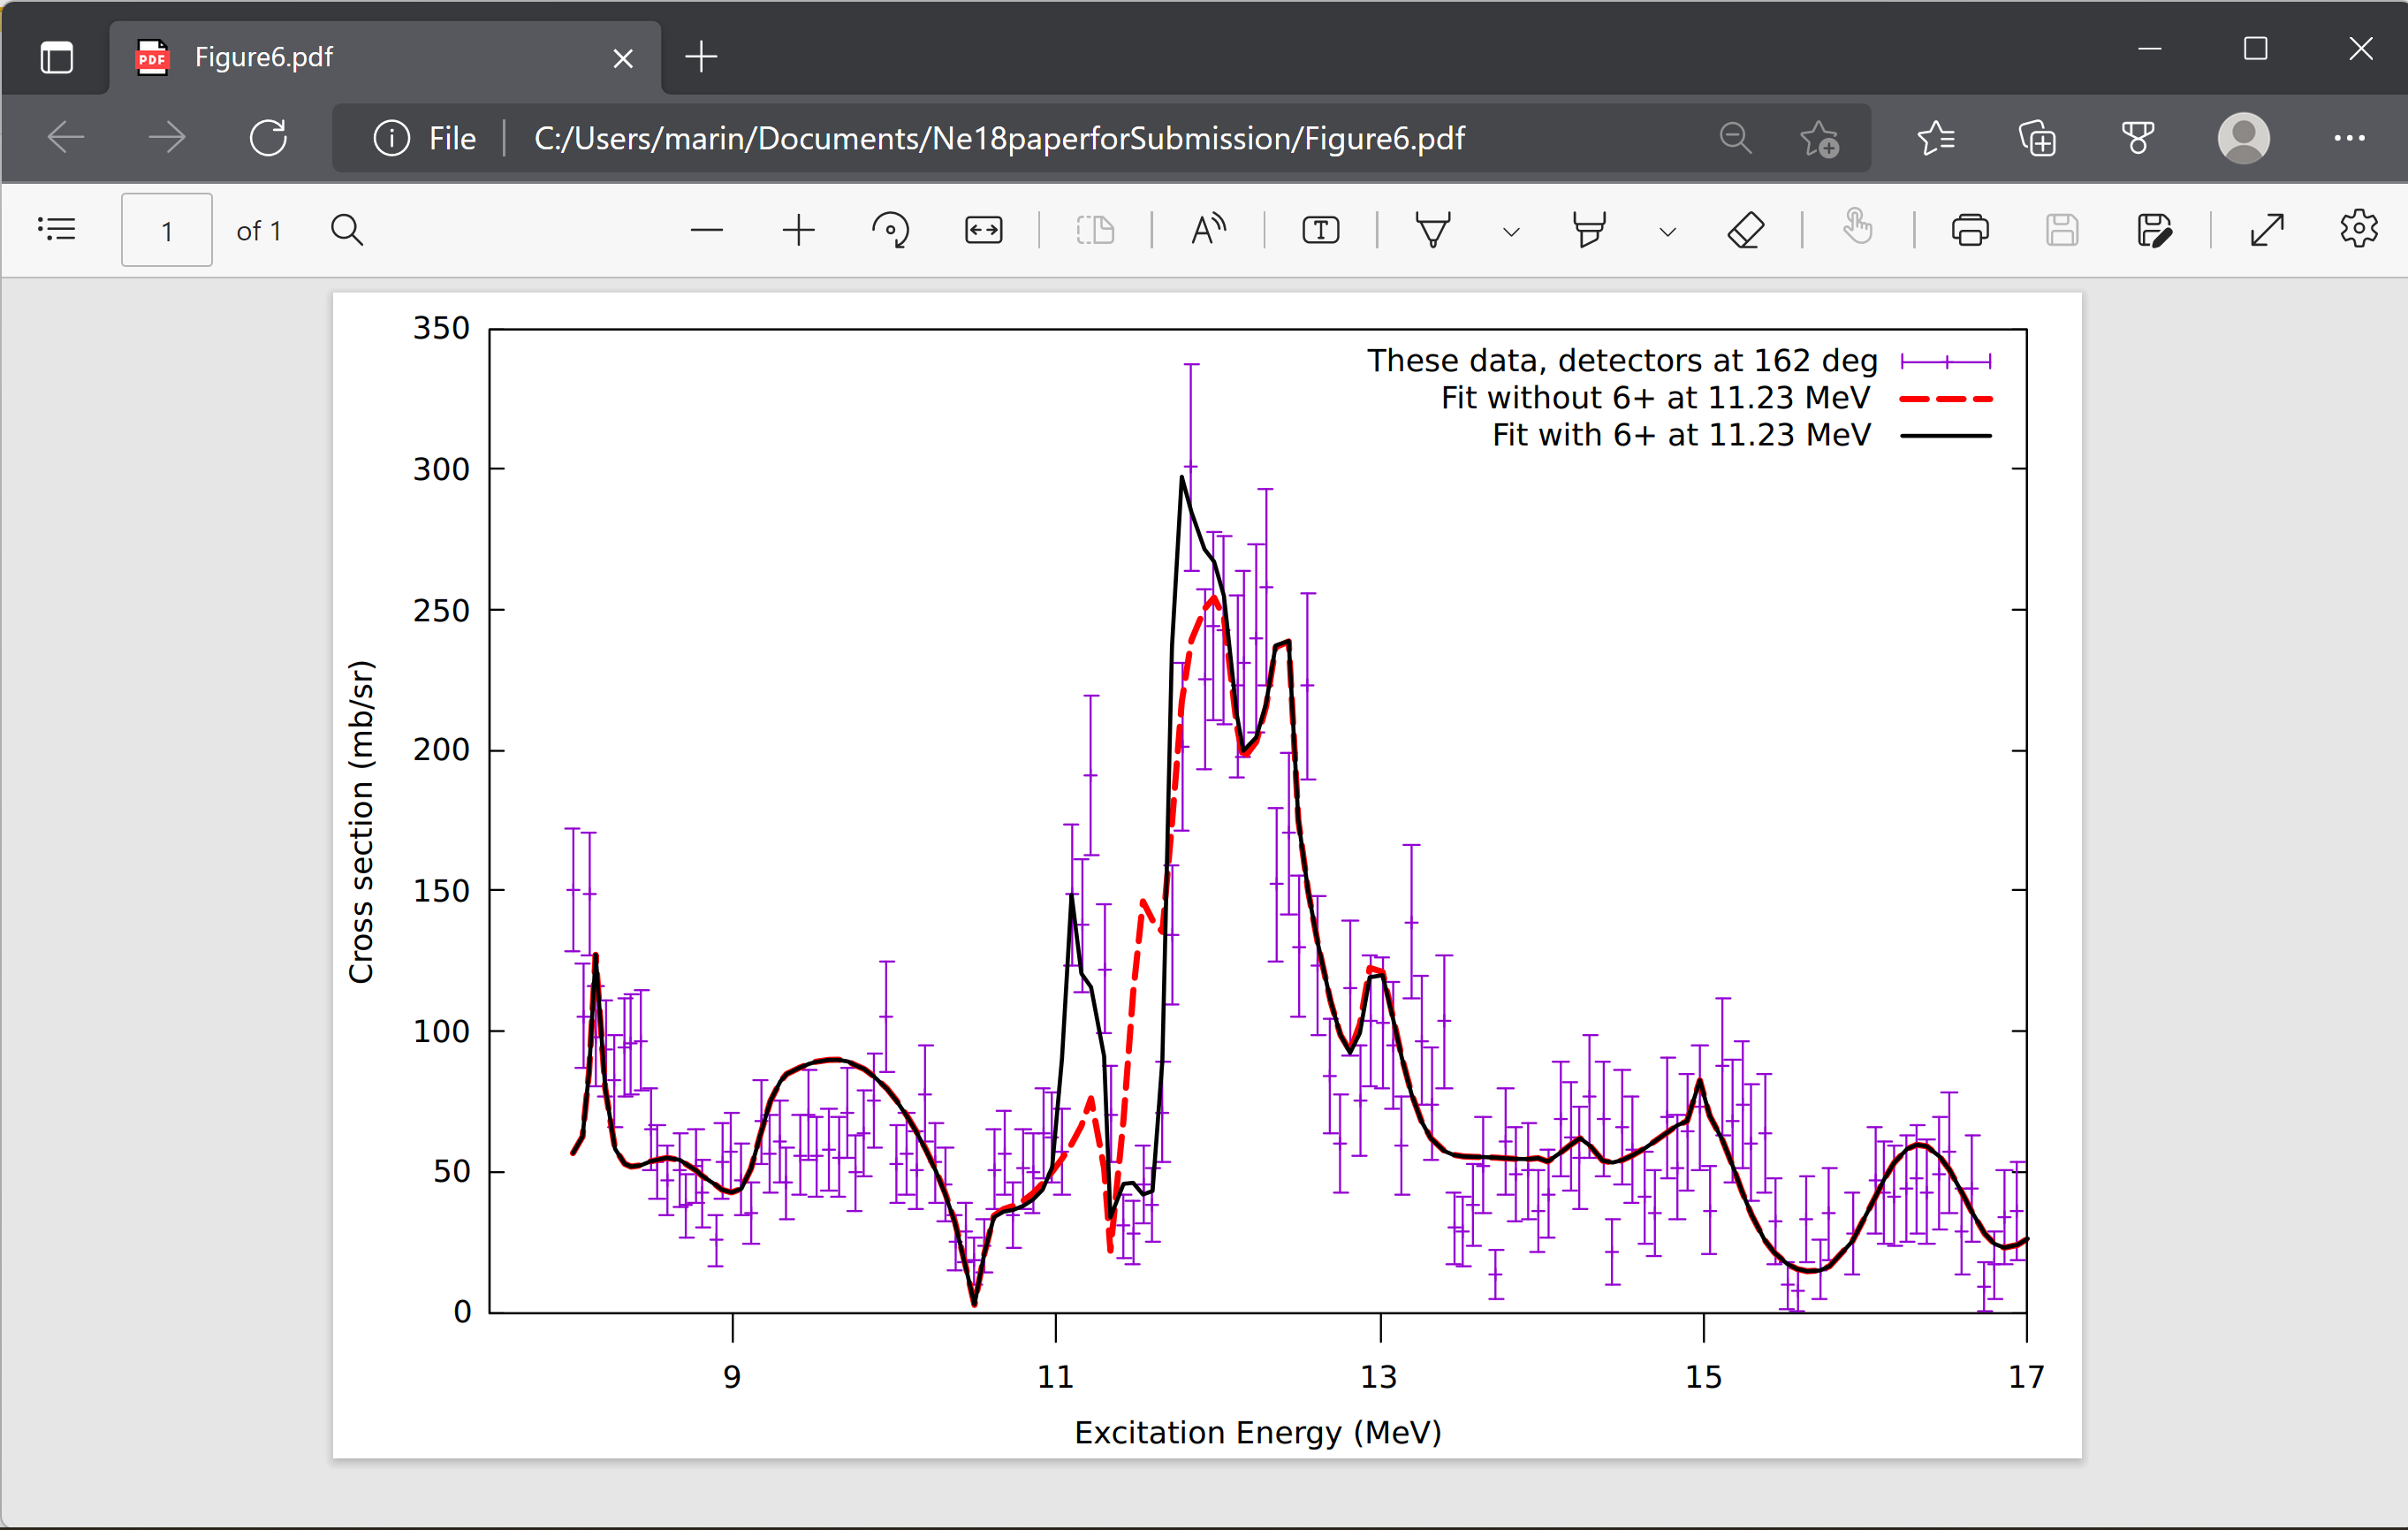 Figure6.pdf
File
C:/Users/marin/Documents/Ne18paperforSubmission/Figure6.pdf
1 of 1
350
300
250
200
150
100
50
0
Cross section (mb/sr)
These data, detectors at 162 deg
Fit without 6+ at 11.23 MeV
Fit with 6+ at 11.23 MeV
9 11 13 15 17
Excitation Energy (MeV)